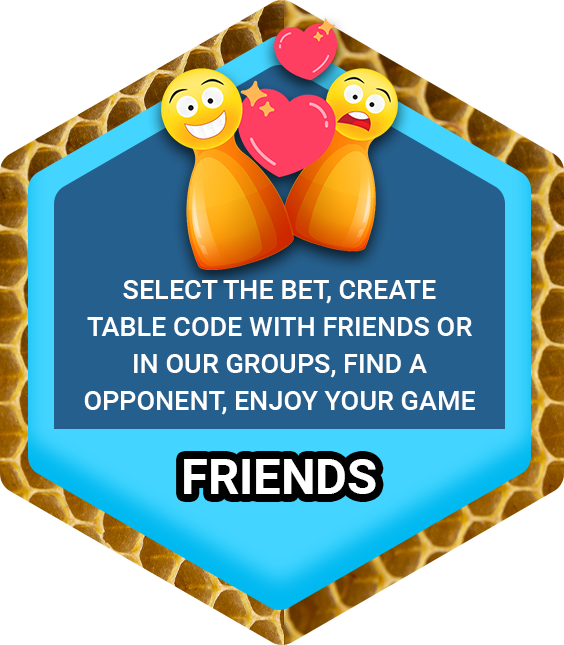 SELECT THE BET, CREATE
TABLE CODE WITH FRIENDS OR
IN OUR GROUPS, FIND A
OPPONENT, ENJOY YOUR GAME
FRIENDS